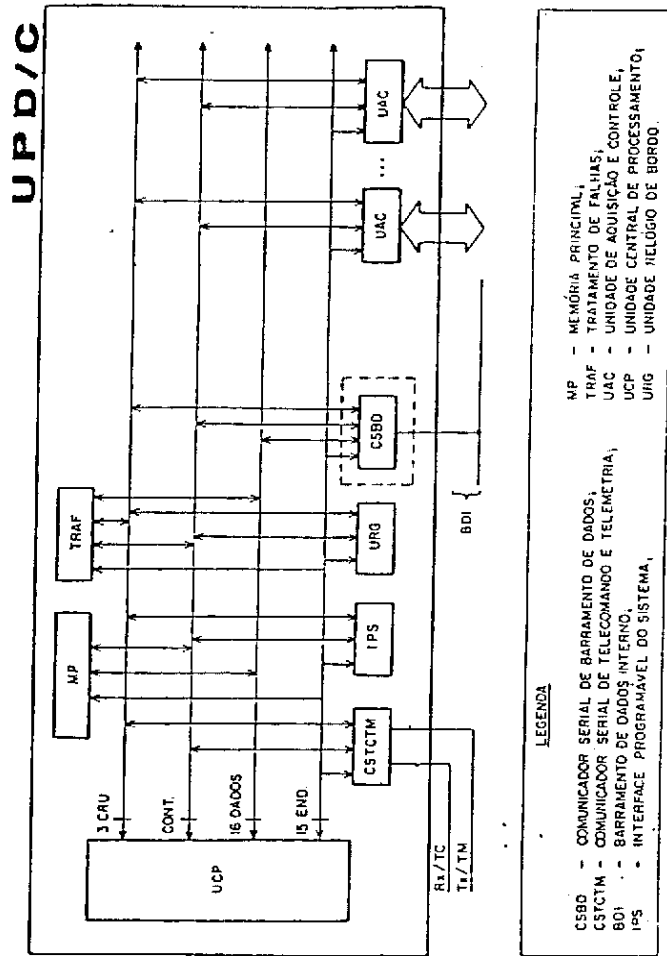 UPD/C
MP
TRAF
UCP
3 CRU
CONT.
16 DADOS
15 END.
CSTCTM
IPS
URG
CSBD
UAC
...
UAC
Rx/TC
Tx/TM
BDI
LEGENDA
CSBD - COMUNICADOR SERIAL DE BARRAMENTO DE DADOS;
CSTCTM - COMUNICADOR SERIAL DE TELECOMANDO E TELEMETRIA;
BDI - BARRAMENTO DE DADOS INTERNO;
IPS - INTERFACE PROGRAMÁVEL DO SISTEMA;
MP - MEMÓRIA PRINCIPAL;
TRAF - TRATAMENTO DE FALHAS;
UAC - UNIDADE DE AQUISIÇÃO E CONTROLE;
UCP - UNIDADE CENTRAL DE PROCESSAMENTO;
URG - UNIDADE RELÓGIO DE BORDO.